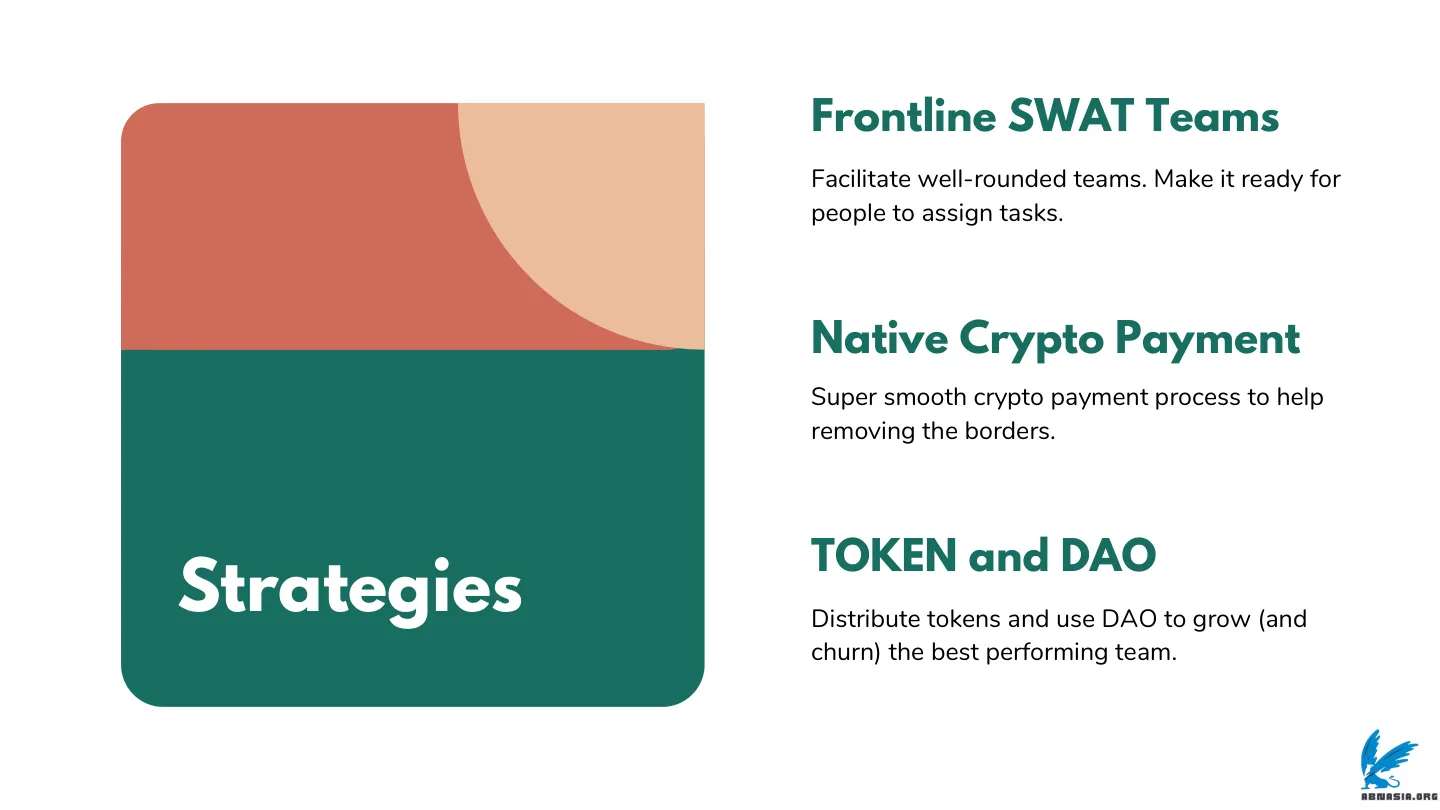 Strategies
Frontline SWAT Teams
Facilitate well-rounded teams. Make it ready for
people to assign tasks.
Native Crypto Payment
Super smooth crypto payment process to help
removing the borders.
TOKEN and DAO
Distribute tokens and use DAO to grow (and
churn) the best performing team.
ABNASIA.ORG